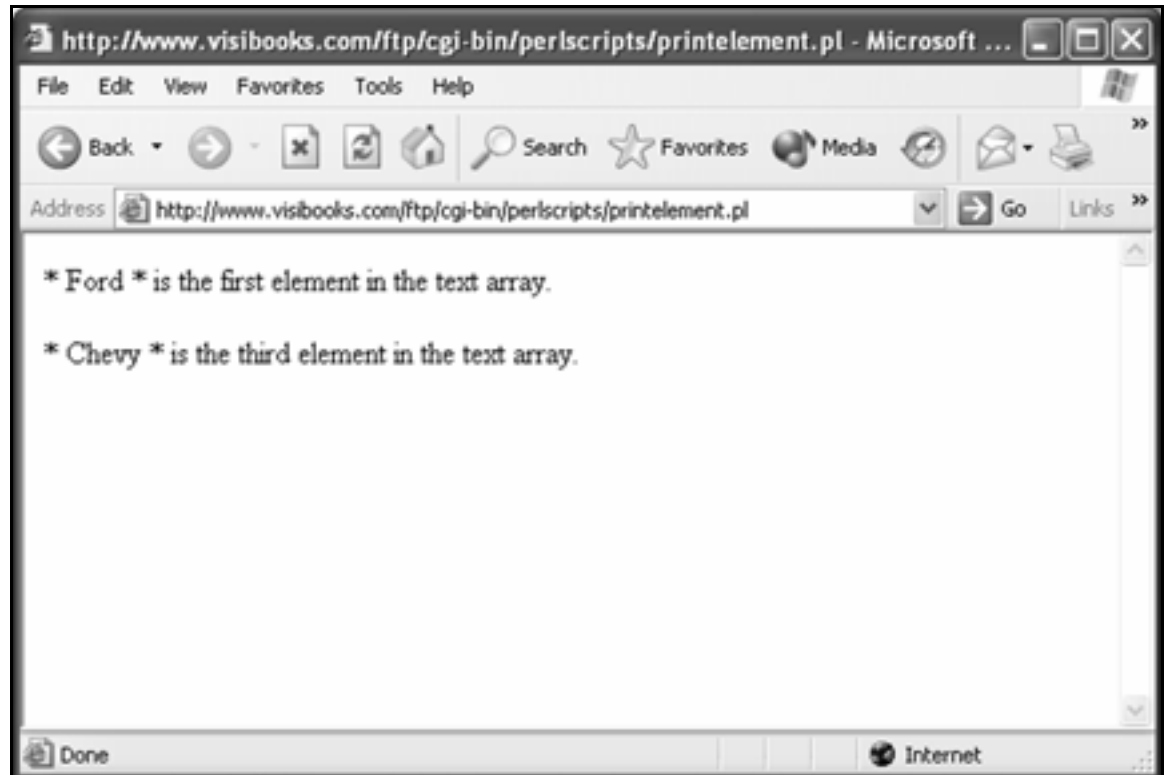 http://www.visibooks.com/ftp/cgi-bin/perlscripts/printelement.pl - Microsoft ...
File Edit View Favorites Tools Help
Back Search Favorites Media »
Address http://www.visibooks.com/ftp/cgi-bin/perlscripts/printelement.pl Go Links »
* Ford * is the first element in the text array.
* Chevy * is the third element in the text array.
Done Internet